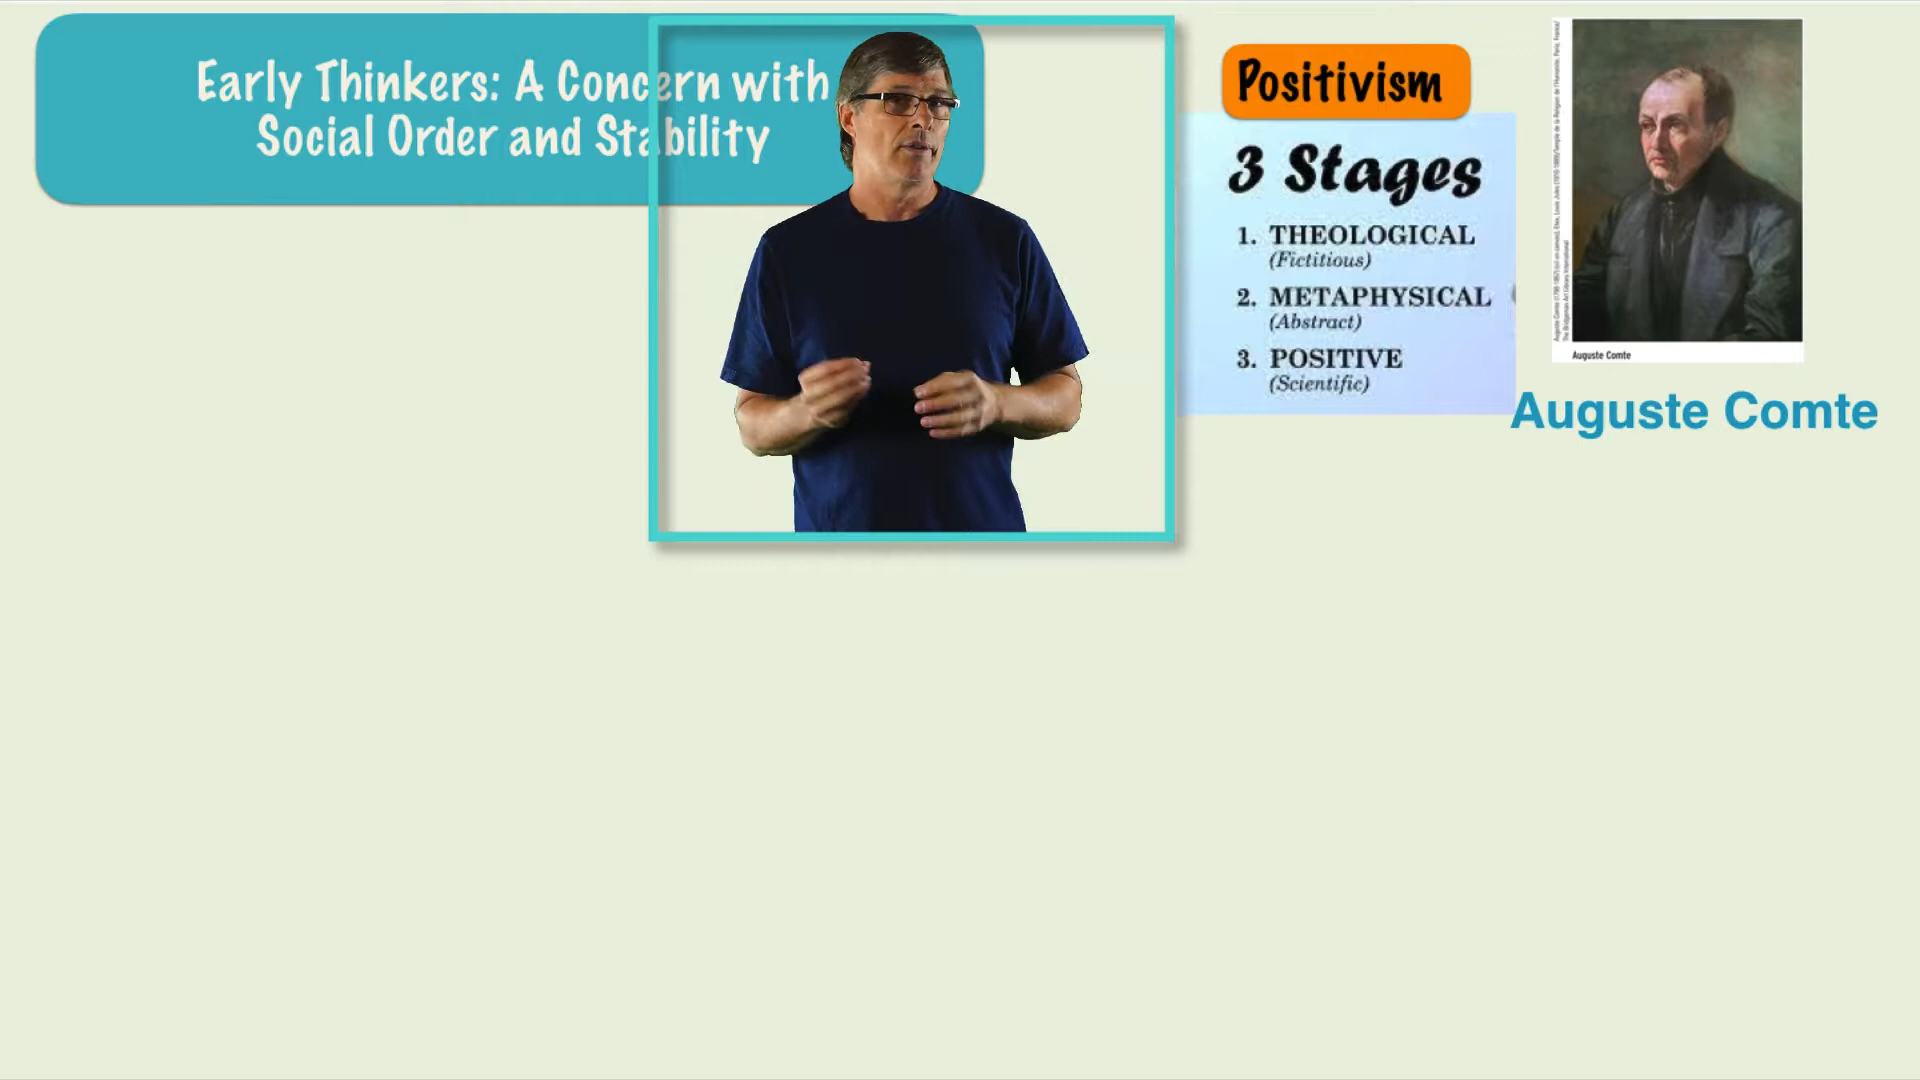 Early Thinkers: A Concern with
Social Order and Stability
Positivism
3 Stages
1. THEOLOGICAL
(Fictitious)
2. METAPHYSICAL
(Abstract)
3. POSITIVE
(Scientific)
Auguste Comte
Auguste Comte